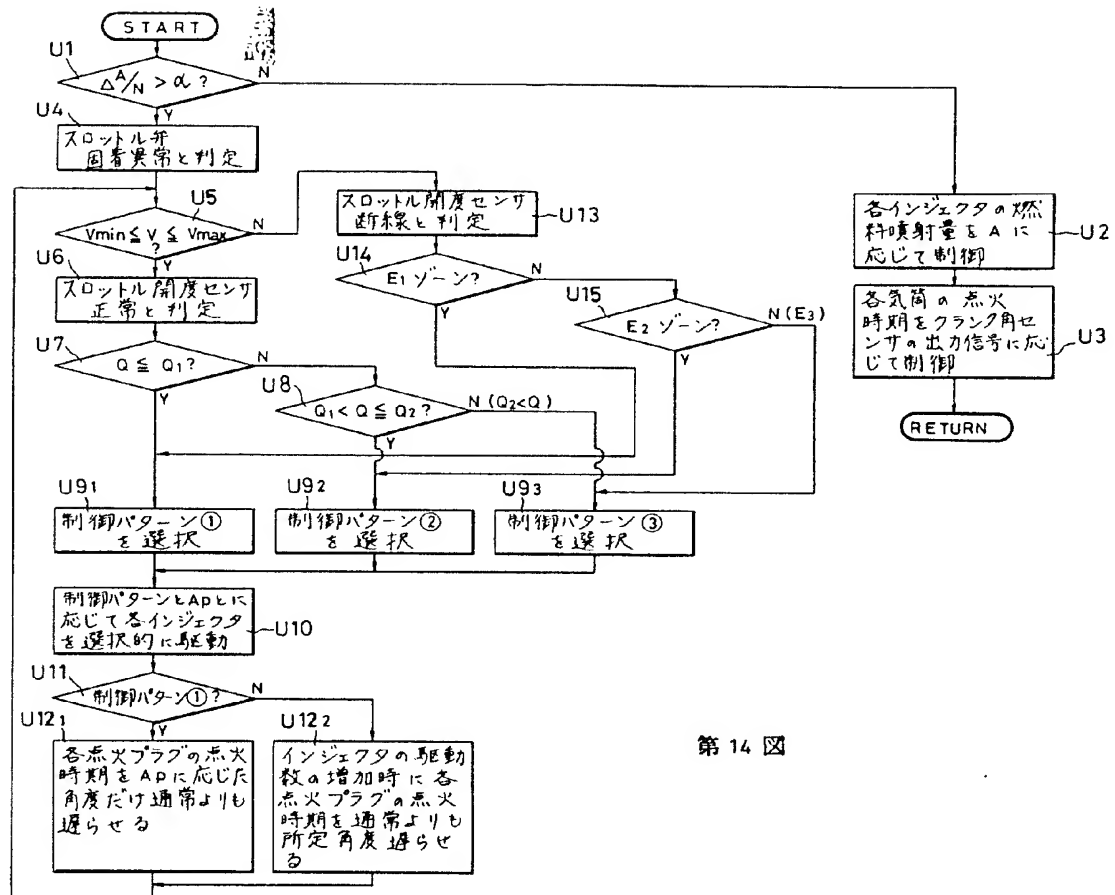 START
U1
ΔA/N > α ?
N
Y
U4
スロットル弁
固着異常と判定
U5
Vmin ≦ V ≦ Vmax
?
N
Y
U6
スロットル開度センサ
正常と判定
U7
Q ≦ Q1?
N
Y
U8
Q1 < Q ≦ Q2 ?
N (Q2<Q)
Y
スロットル開度センサ
断線と判定
U13
U14
E1 ゾーン?
N
Y
U15
E2 ゾーン?
N(E3)
Y
各インジェクタの燃
料噴射量を A に
応じて制御
U2
各気筒の点火
時期をクランク角セ
ンサの出力信号に応
じて制御
U3
RETURN
U91
制御パターン①
を選択
U92
制御パターン②
を選択
U93
制御パターン③
を選択
制御パターンとApとに
応じて各インジェクタ
を選択的に駆動
U10
U11
制御パターン①?
N
Y
U121
各点火プラグの点火
時期をApに応じた
角度だけ通常よりも
遅らせる
U122
インジェクタの駆動
数の増加時に各
点火プラグの点火
時期を通常よりも
所定角度遅らせ
る
第14図